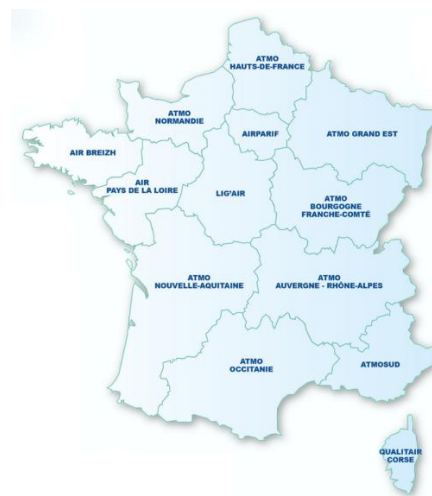 ATMO
HAUTS-DE-FRANCE
ATMO
NORMANDIE
AIRPARIF
ATMO GRAND EST
AIR BREIZH
AIR
PAYS DE LA LOIRE
LIG'AIR
ATMO
BOURGOGNE
FRANCHE-COMTÉ
ATMO
NOUVELLE-AQUITAINE
ATMO
AUVERGNE - RHÔNE-ALPES
ATMO
OCCITANIE
ATMOSUD
QUALITAIR
CORSE